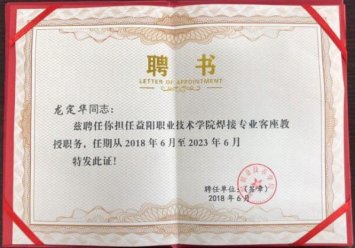 聘书
LETTER OF APPOINTMENT
龙定华同志：
兹聘任你担任益阳职业技术学院焊接专业客座教
授职务，任期从2018年6月至2023年6月
特发此证！
聘任单位：（盖章）
2018年6月